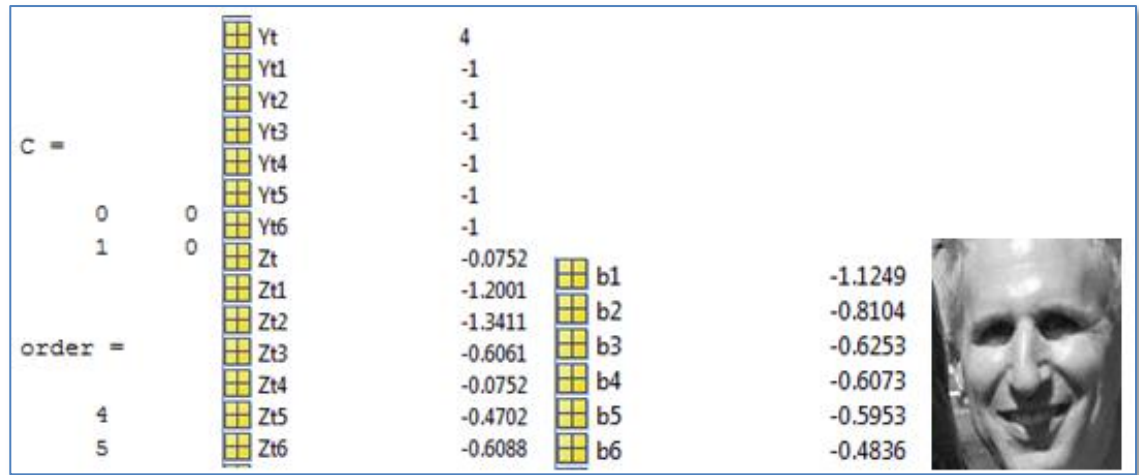 Yt 4
Yt1 -1
Yt2 -1
Yt3 -1
C =
Yt4 -1
Yt5 -1
0 0
Yt6 -1
1 0
Zt -0.0752
b1 -1.1249
Zt1 -1.2001
b2 -0.8104
Zt2 -1.3411
order =
b3 -0.6253
Zt3 -0.6061
b4 -0.6073
Zt4 -0.0752
4
Zt5 -0.4702
b5 -0.5953
5
Zt6 -0.6088
b6 -0.4836